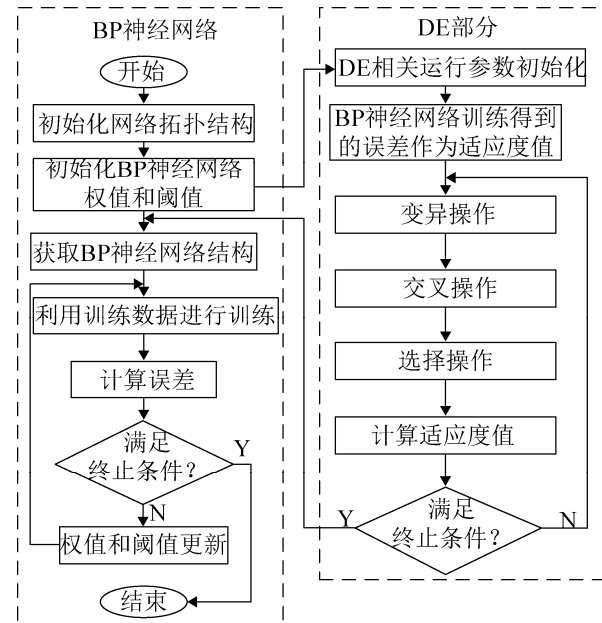 BP神经网络
开始
初始化网络拓扑结构
初始化BP神经网络
权值和阈值
获取BP神经网络结构
利用训练数据进行训练
计算误差
满足
终止条件？
Y
N
权值和阈值更新
结束
DE部分
DE相关运行参数初始化
BP神经网络训练得到
的误差作为适应度值
变异操作
交叉操作
选择操作
计算适应度值
满足
终止条件？
Y
N